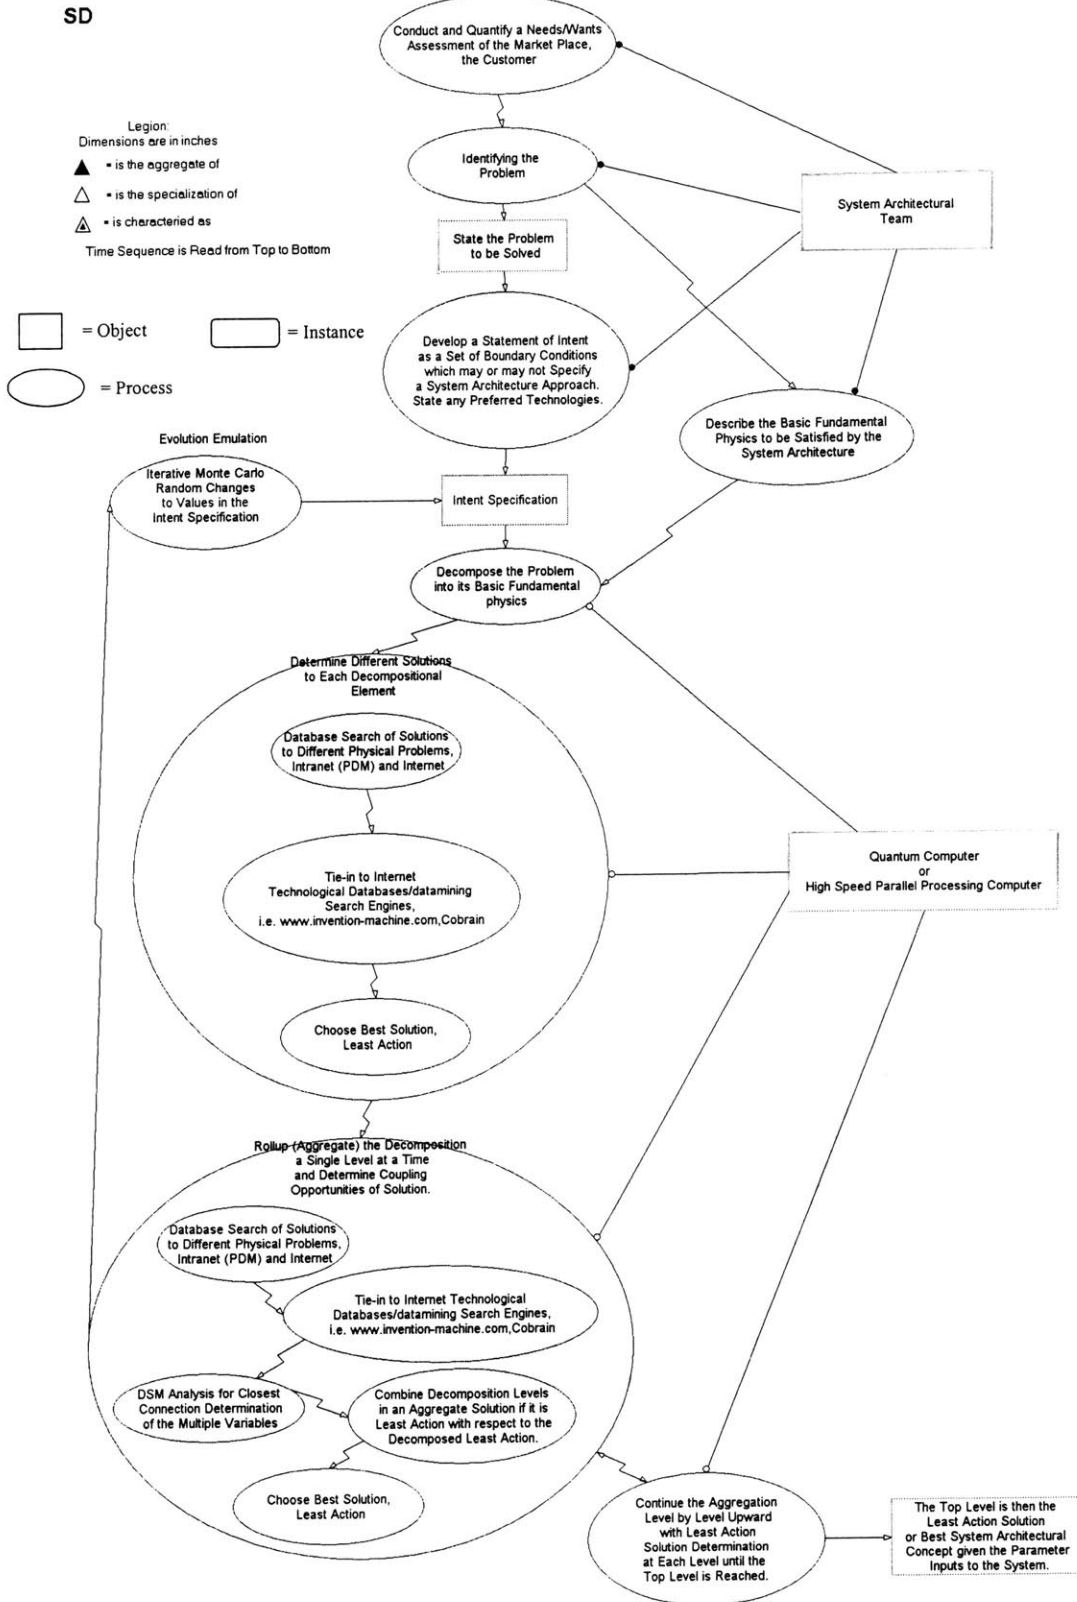 SD
Conduct and Quantify a Needs/Wants
Assessment of the Market Place,
the Customer
Legion:
Dimensions are in inches
= is the aggregate of
= is the specialization of
= is characteried as
Time Sequence is Read from Top to Bottom
Identifying the
Problem
System Architectural
Team
State the Problem
to be Solved
= Object
= Instance
= Process
Develop a Statement of Intent
as a Set of Boundary Conditions
which may or may not Specify
a System Architecture Approach.
State any Preferred Technologies.
Describe the Basic Fundamental
Physics to be Satisfied by the
System Architecture
Evolution Emulation
Iterative Monte Carlo
Random Changes
to Values in the
Intent Specification
Intent Specification
Decompose the Problem
into its Basic Fundamental
physics
Determine Different Solutions
to Each Decompositional
Element
Database Search of Solutions
to Different Physical Problems,
Intranet (PDM) and Internet
Tie-in to Internet
Technological Databases/datamining
Search Engines,
i.e. www.invention-machine.com,Cobrain
Quantum Computer
or
High Speed Parallel Processing Computer
Choose Best Solution,
Least Action
Rollup (Aggregate) the Decomposition
a Single Level at a Time
and Determine Coupling
Opportunities of Solution.
Database Search of Solutions
to Different Physical Problems,
Intranet (PDM) and Internet
Tie-in to Internet Technological
Databases/datamining Search Engines,
i.e. www.invention-machine.com,Cobrain
DSM Analysis for Closest
Connection Determination
of the Multiple Variables
Combine Decomposition Levels
in an Aggregate Solution if it is
Least Action with respect to the
Decomposed Least Action.
Choose Best Solution,
Least Action
Continue the Aggregation
Level by Level Upward
with Least Action
Solution Determination
at Each Level until the
Top Level is Reached.
The Top Level is then the
Least Action Solution
or Best System Architectural
Concept given the Parameter
Inputs to the System.